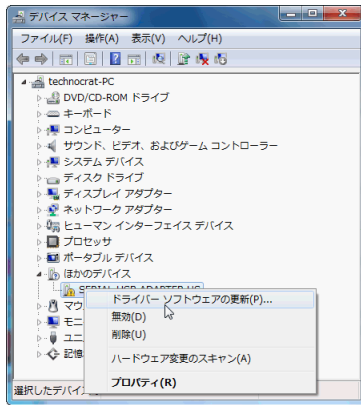 デバイス マネージャー
ファイル(F) 操作(A) 表示(V) ヘルプ(H)
technocrat-PC
DVD/CD-ROM ドライブ
キーボード
コンピューター
サウンド、ビデオ、およびゲーム コントローラー
システム デバイス
ディスク ドライブ
ディスプレイ アダプター
ネットワーク アダプター
ヒューマン インターフェイス デバイス
プロセッサ
ポータブル デバイス
ほかのデバイス
ドライバー ソフトウェアの更新(P)...
マウ
無効(D)
モニ
削除(U)
ユニ
記憶
ハードウェア変更のスキャン(A)
プロパティ(R)
選択したデバイ